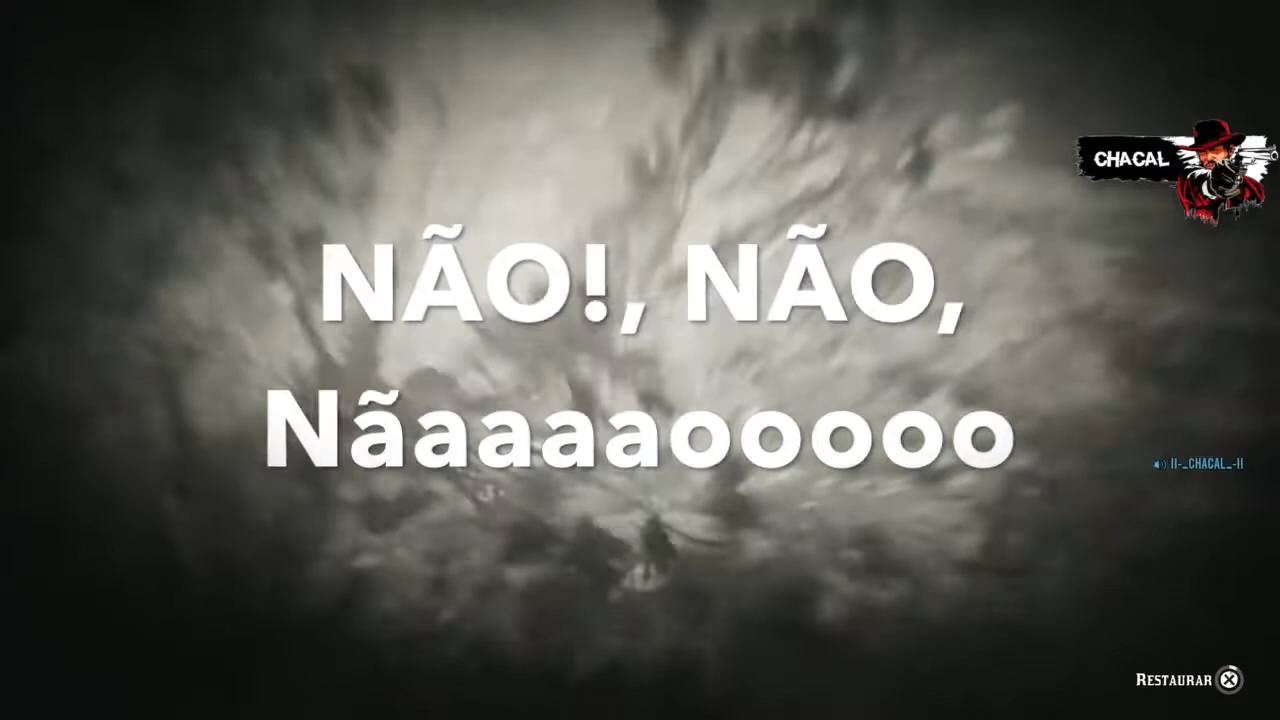 CHACAL
NÃO!, NÃO,
Nãaaaaooooo
II-_CHACAL_-II
RESTAURAR